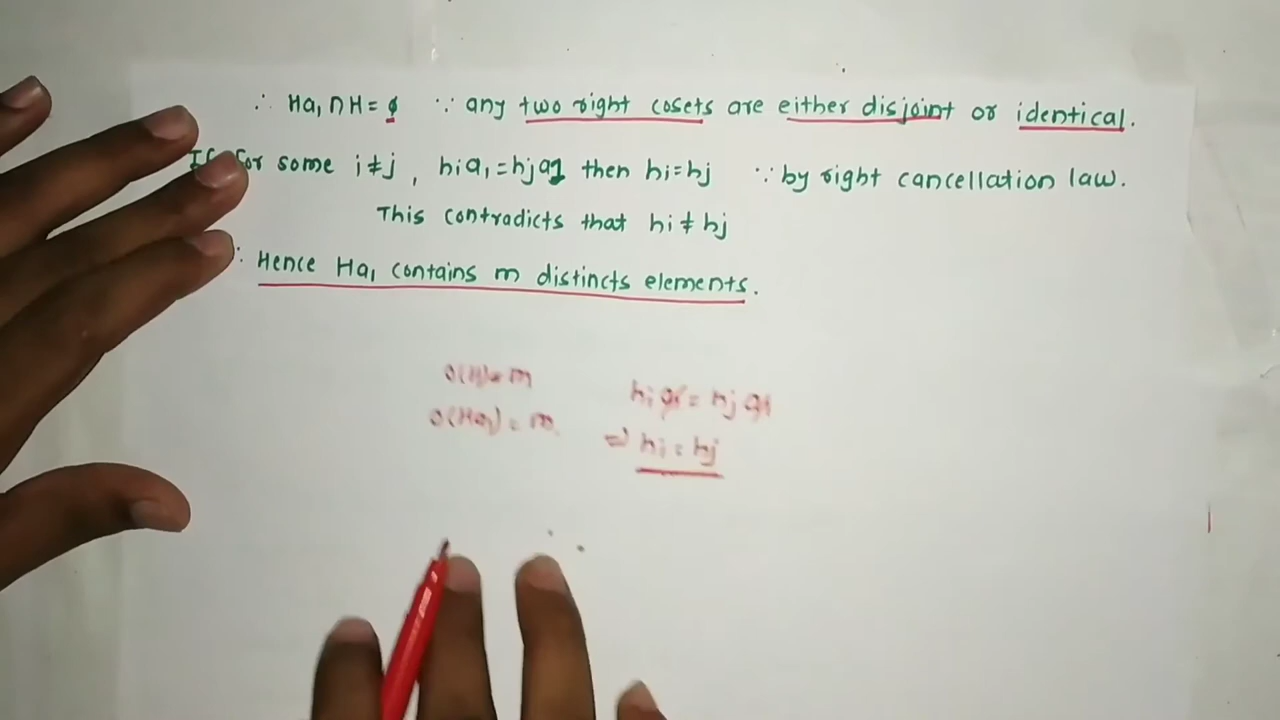 ∴ Ha₁ ∩ H = ϕ ∵ any two right cosets are either disjoint or identical.
If for some i ≠ j , hia₁ = hja1 then hi = hj ∵ by right cancellation law.
This contradicts that hi ≠ hj
∴ Hence Ha₁ contains m distincts elements.
O(H) = m
O(Ha₁) = m.
hi a1 = hj a1
⇒ hi = hj